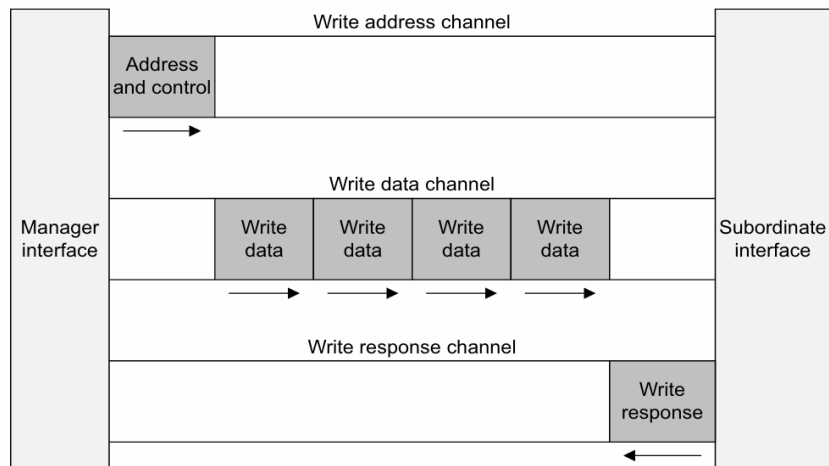 Write address channel
Address
and control
Write data channel
Manager
interface
Write
data
Write
data
Write
data
Write
data
Subordinate
interface
Write response channel
Write
response